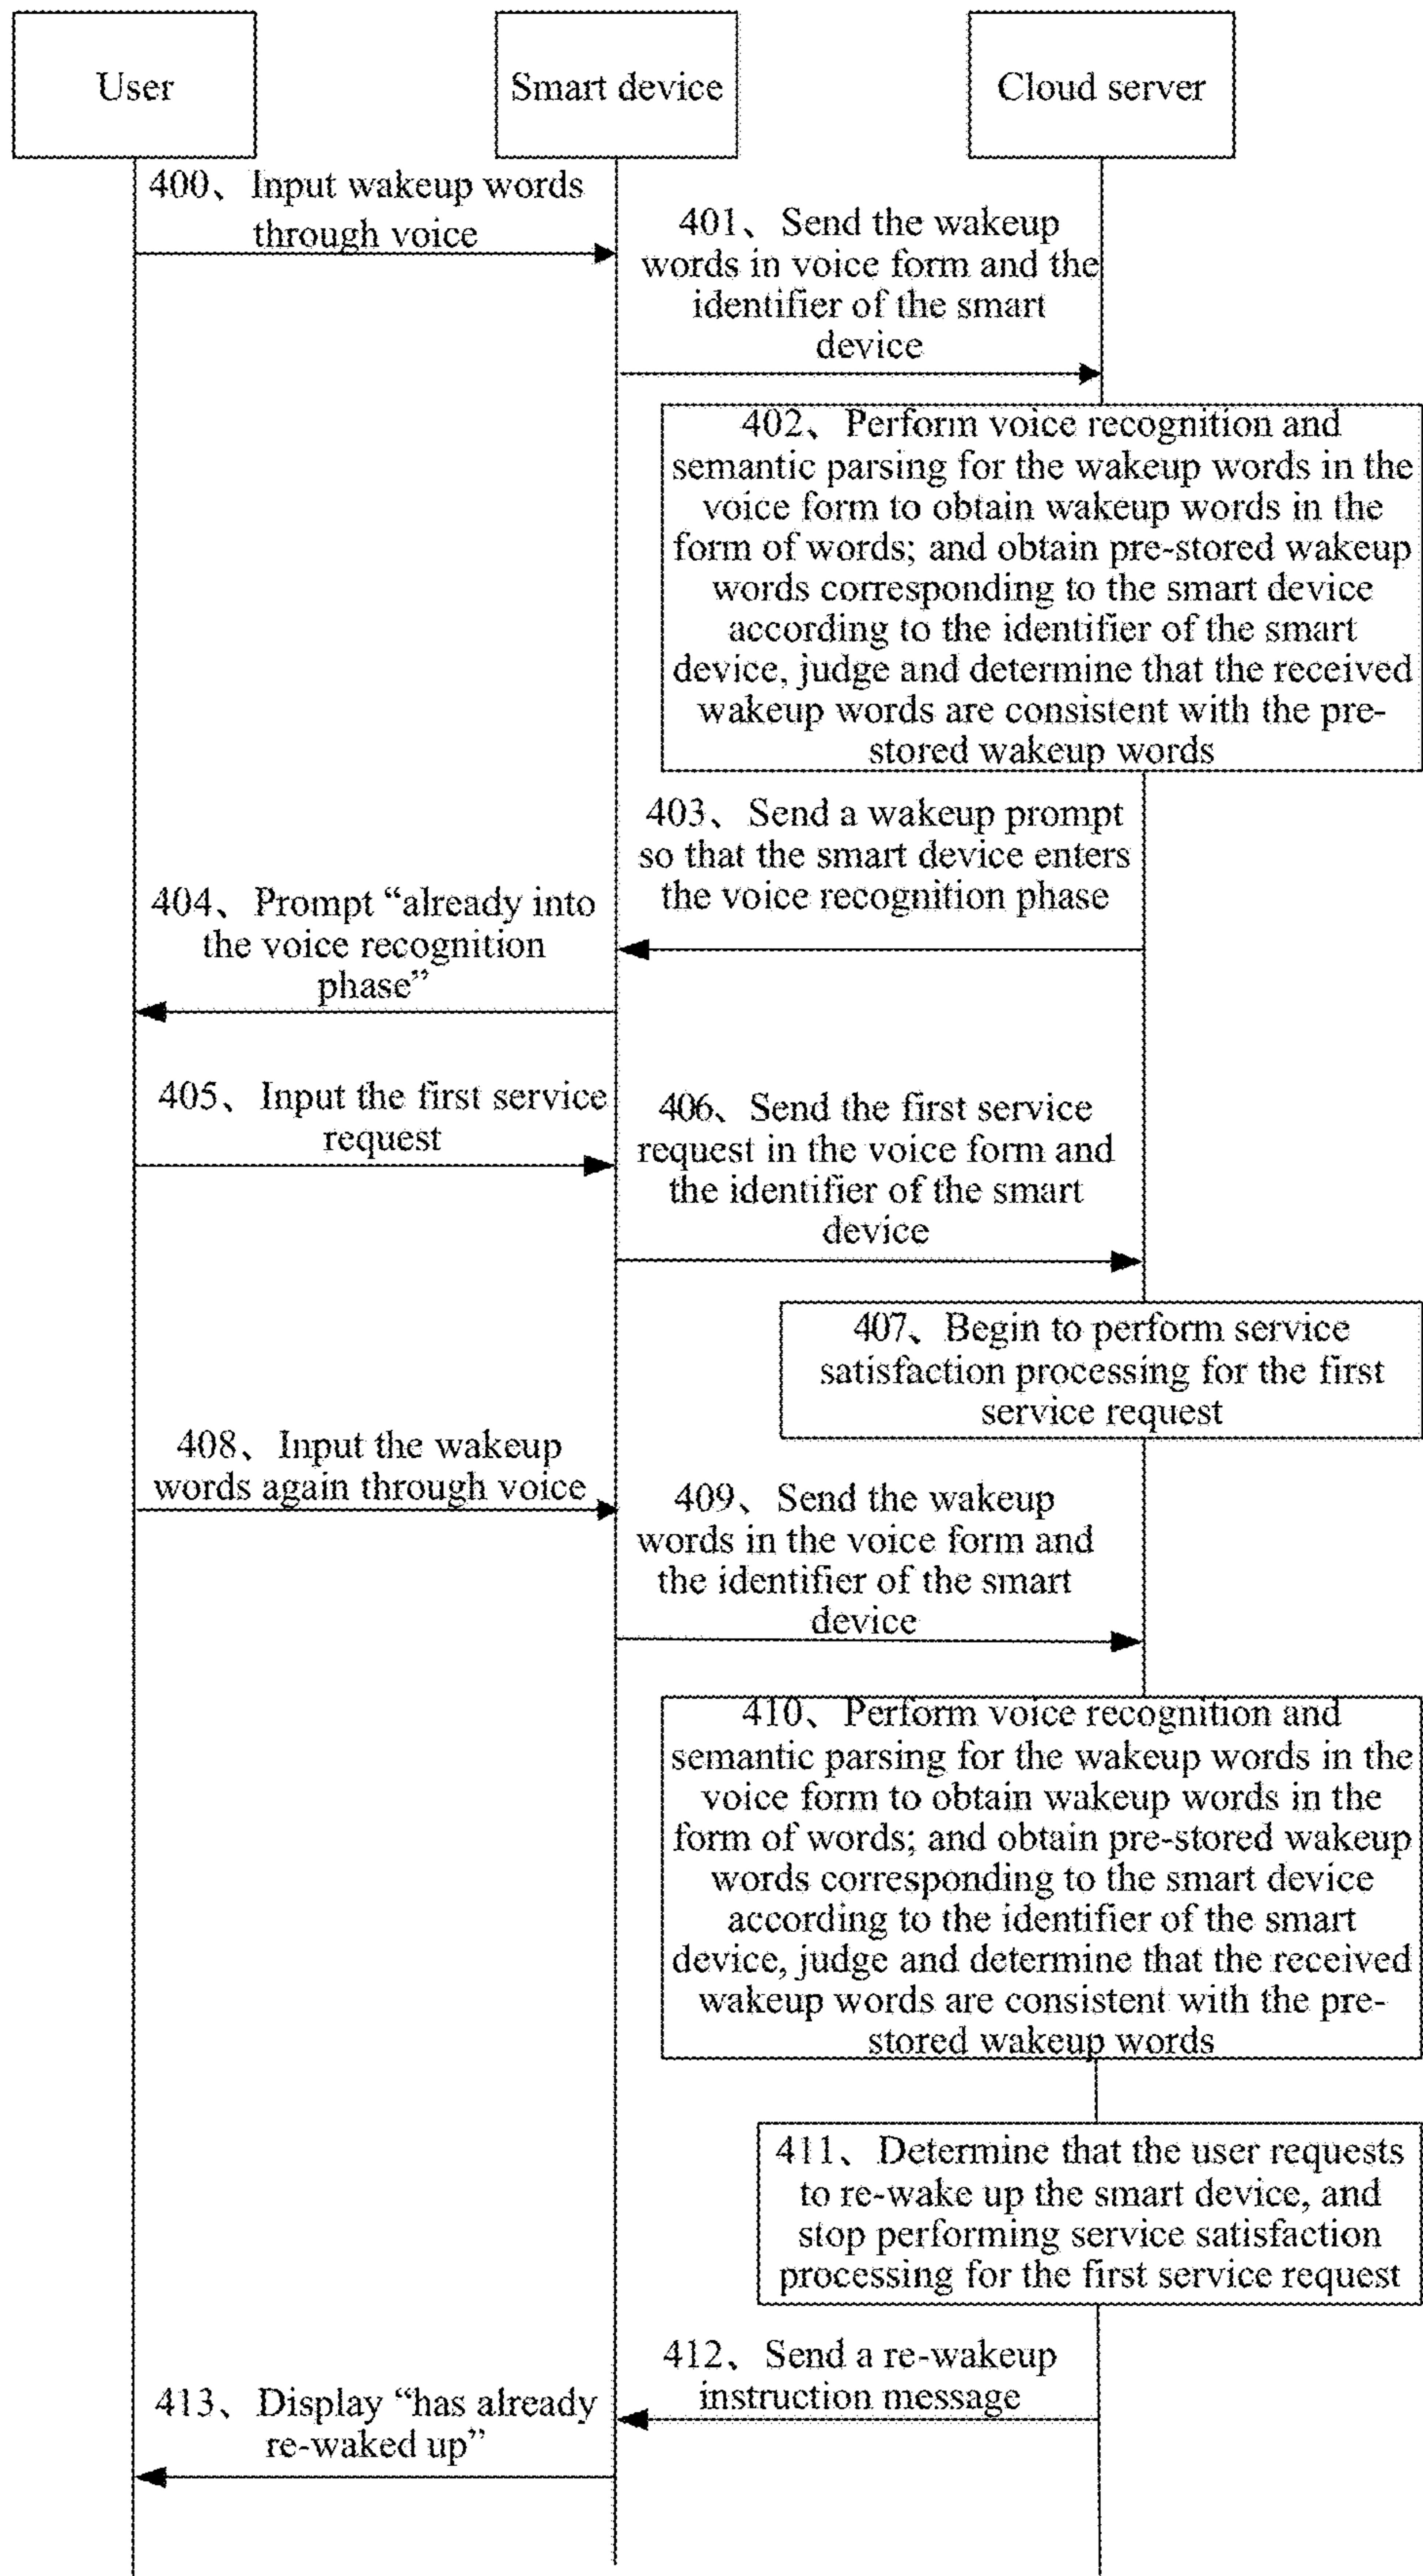 User
Smart device
Cloud server
400、Input wakeup words
through voice
401、Send the wakeup
words in voice form and the
identifier of the smart
device
402、Perform voice recognition and
semantic parsing for the wakeup words in the
voice form to obtain wakeup words in the
form of words; and obtain pre-stored wakeup
words corresponding to the smart device
according to the identifier of the smart
device, judge and determine that the received
wakeup words are consistent with the pre-
stored wakeup words
403、Send a wakeup prompt
so that the smart device enters
the voice recognition phase
404、Prompt “already into
the voice recognition
phase”
405、Input the first service
request
406、Send the first service
request in the voice form and
the identifier of the smart
device
407、Begin to perform service
satisfaction processing for the first
service request
408、Input the wakeup
words again through voice
409、Send the wakeup
words in the voice form and
the identifier of the smart
device
410、Perform voice recognition and
semantic parsing for the wakeup words in the
voice form to obtain wakeup words in the
form of words; and obtain pre-stored wakeup
words corresponding to the smart device
according to the identifier of the smart
device, judge and determine that the received
wakeup words are consistent with the pre-
stored wakeup words
411、Determine that the user requests
to re-wake up the smart device, and
stop performing service satisfaction
processing for the first service request
412、Send a re-wakeup
instruction message
413、Display “has already
re-waked up”